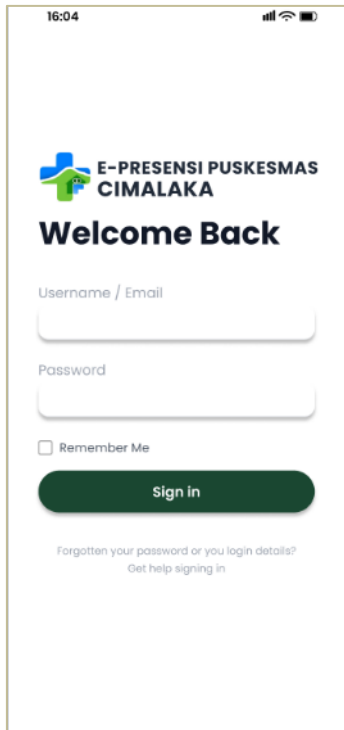 16:04
E-PRESENSI PUSKESMAS
CIMALAKA
Welcome Back
Username / Email
Password
Remember Me
Sign in
Forgotten your password or you login details?
Get help signing in